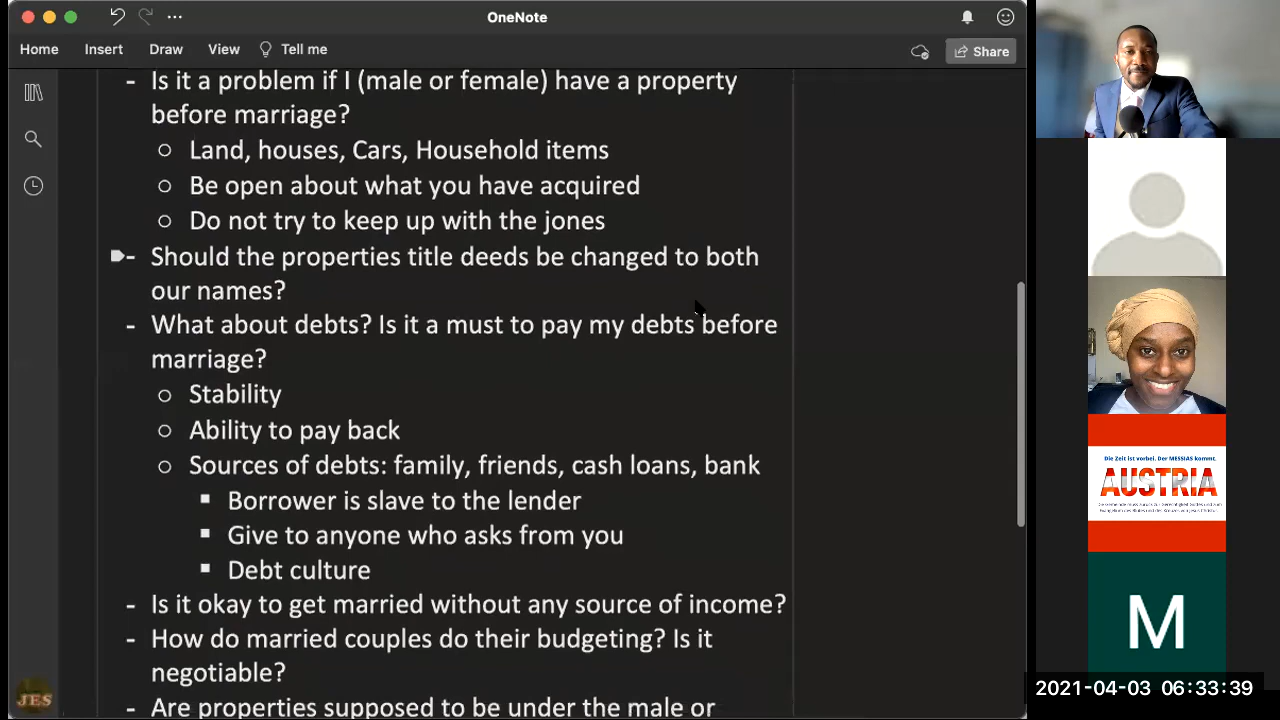 OneNote
Home Insert Draw View Tell me Share
- Is it a problem if I (male or female) have a property
before marriage?
○ Land, houses, Cars, Household items
○ Be open about what you have acquired
○ Do not try to keep up with the jones
- Should the properties title deeds be changed to both
our names?
- What about debts? Is it a must to pay my debts before
marriage?
○ Stability
○ Ability to pay back
○ Sources of debts: family, friends, cash loans, bank
▪ Borrower is slave to the lender
▪ Give to anyone who asks from you
▪ Debt culture
- Is it okay to get married without any source of income?
- How do married couples do their budgeting? Is it
negotiable?
- Are properties supposed to be under the male or
JES
Die Zeit ist vorbei. Der MESSIAS kommt.
AUSTRIA
M
2021-04-03 06:33:39